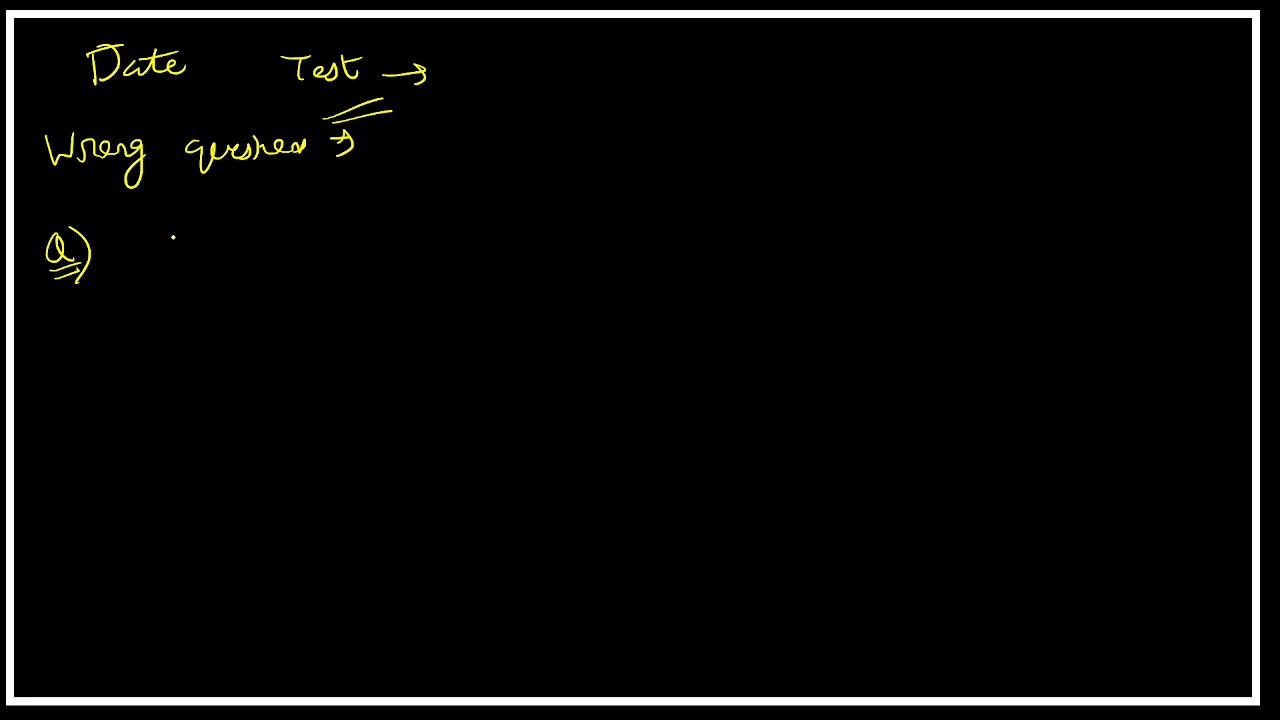 Date Test →
Wrong question →
Q)